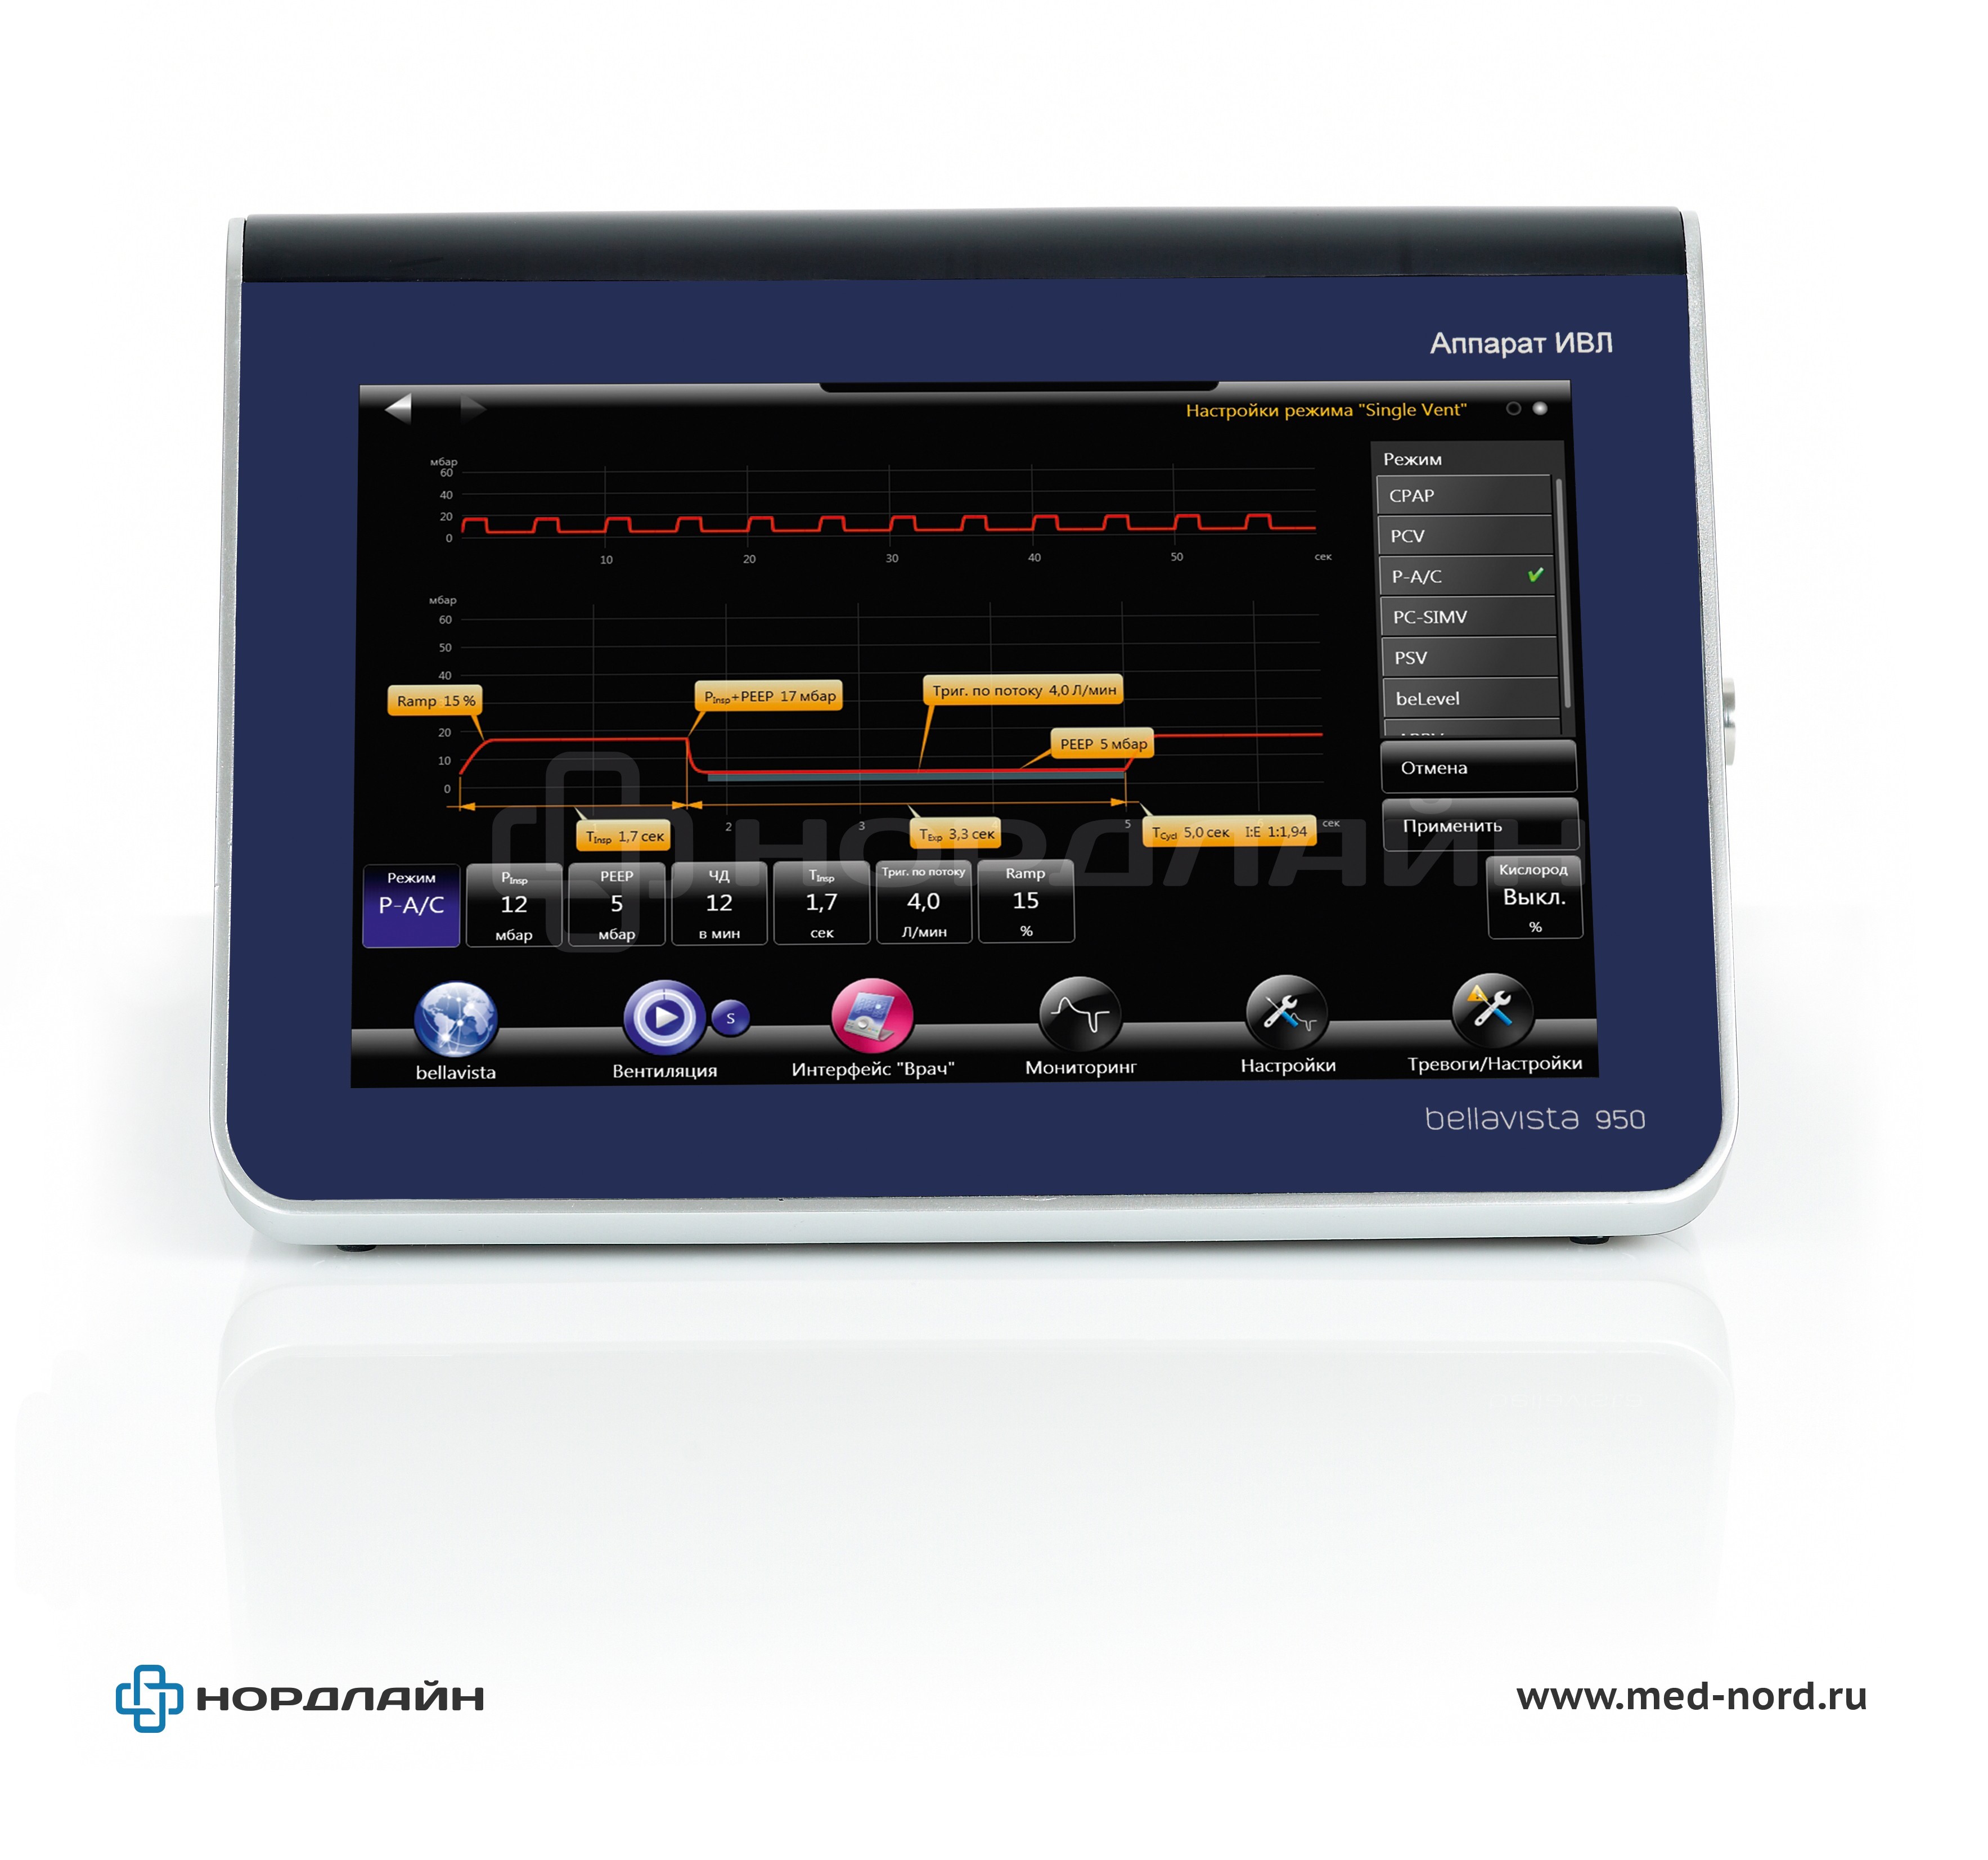 Аппарат ИВЛ
Настройки режима "Single Vent"
мбар
60
40
20
0
10 20 30 40 50 сек
мбар
60
50
40
20
10
0
Ramp 15 %
PInsp+PEEP 17 мбар
Триг. по потоку 4,0 Л/мин
PEEP 5 мбар
2 3 5 сек
TInsp 1,7 сек
TExp 3,3 сек
TCycl 5,0 сек I:E 1:1,94
Режим
CPAP
PCV
P-A/C
PC-SIMV
PSV
beLevel
Отмена
Применить
Режим
P-A/C
PInsp
12
мбар
PEEP
5
мбар
ЧД
12
в мин
TInsp
1,7
сек
Триг. по потоку
4,0
Л/мин
Ramp
15
%
Кислород
Выкл.
%
S
bellavista
Вентиляция
Интерфейс "Врач"
Мониторинг
Настройки
Тревоги/Настройки
bellavista 950
НОРДЛАЙН
НОРДЛАЙН
www.med-nord.ru